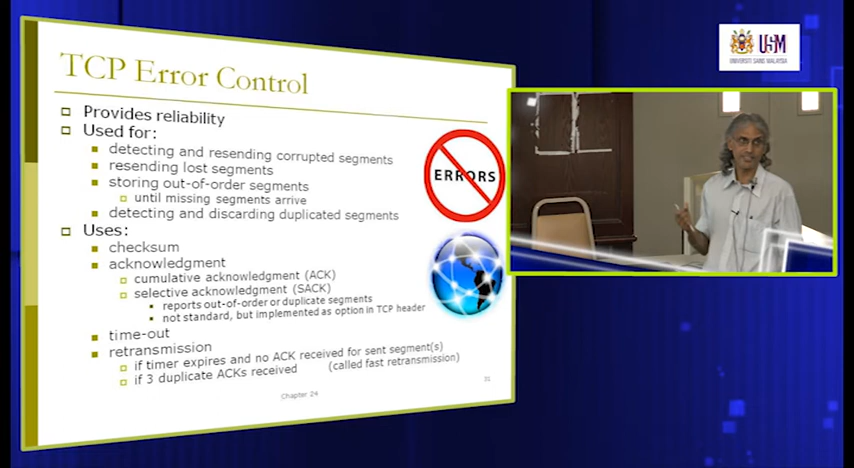 TCP Error Control
Provides reliability
Used for:
detecting and resending corrupted segments
resending lost segments
storing out-of-order segments
until missing segments arrive
detecting and discarding duplicated segments
Uses:
checksum
acknowledgment
cumulative acknowledgment (ACK)
selective acknowledgment (SACK)
reports out-of-order or duplicate segments
not standard, but implemented as option in TCP header
time-out
retransmission
if timer expires and no ACK received for sent segment(s)
if 3 duplicate ACKs received (called fast retransmission)
Chapter 24
31
ERRORS
USM
UNIVERSITI SAINS MALAYSIA